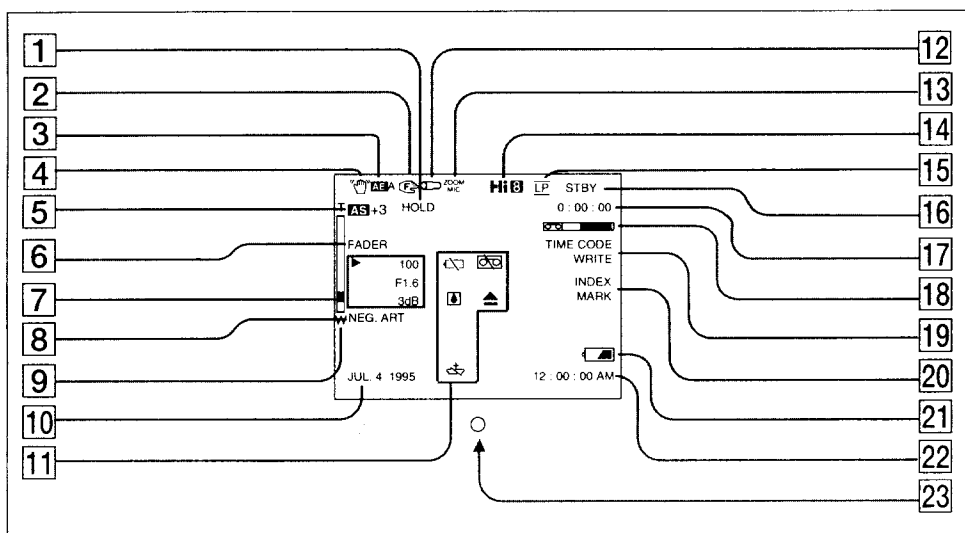 1
2
3
4
5
6
7
8
9
10
11
12
13
14
15
16
17
18
19
20
21
22
23
AE A F ZOOM MIC Hi8 LP STBY
T AS +3 HOLD 0 : 00 : 00
FADER TIME CODE
WRITE
100
F1.6
3dB
INDEX
MARK
W NEG. ART
JUL. 4 1995 12 : 00 : 00 AM